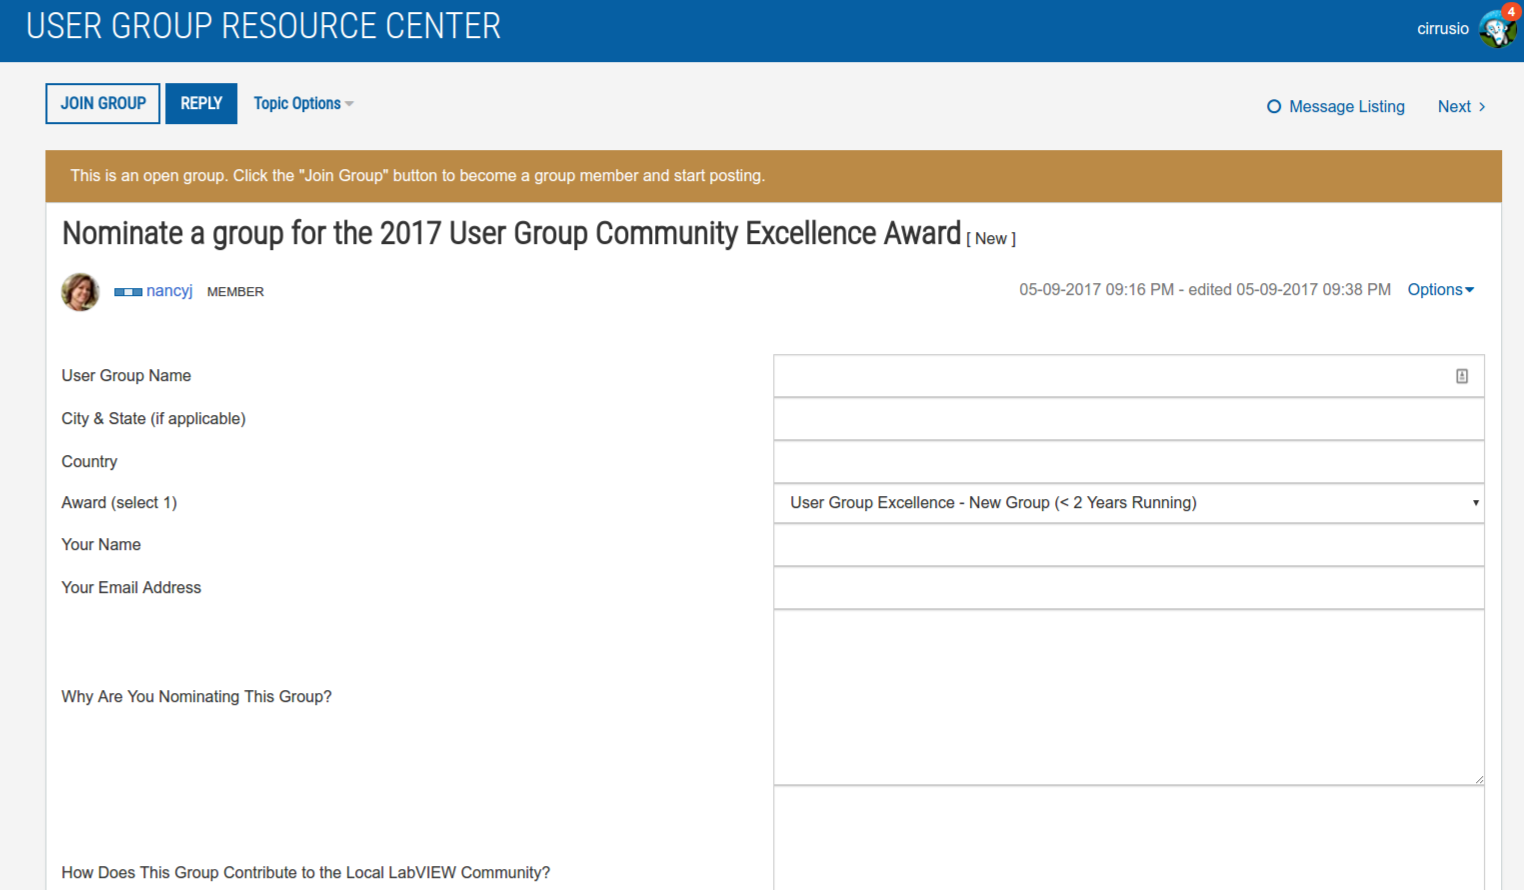 USER GROUP RESOURCE CENTER
cirrusio
4
JOIN GROUP
REPLY
Topic Options
Message Listing
Next >
This is an open group. Click the "Join Group" button to become a group member and start posting.
Nominate a group for the 2017 User Group Community Excellence Award [ New ]
nancyj MEMBER
05-09-2017 09:16 PM - edited 05-09-2017 09:38 PM
Options
User Group Name
City & State (if applicable)
Country
Award (select 1)
User Group Excellence - New Group (< 2 Years Running)
Your Name
Your Email Address
Why Are You Nominating This Group?
How Does This Group Contribute to the Local LabVIEW Community?